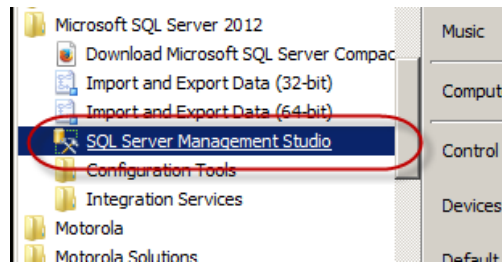 Microsoft SQL Server 2012
Download Microsoft SQL Server Compac
Import and Export Data (32-bit)
Import and Export Data (64-bit)
SQL Server Management Studio
Configuration Tools
Integration Services
Motorola
Motorola Solutions
Music
Comput
Control
Devices
Default